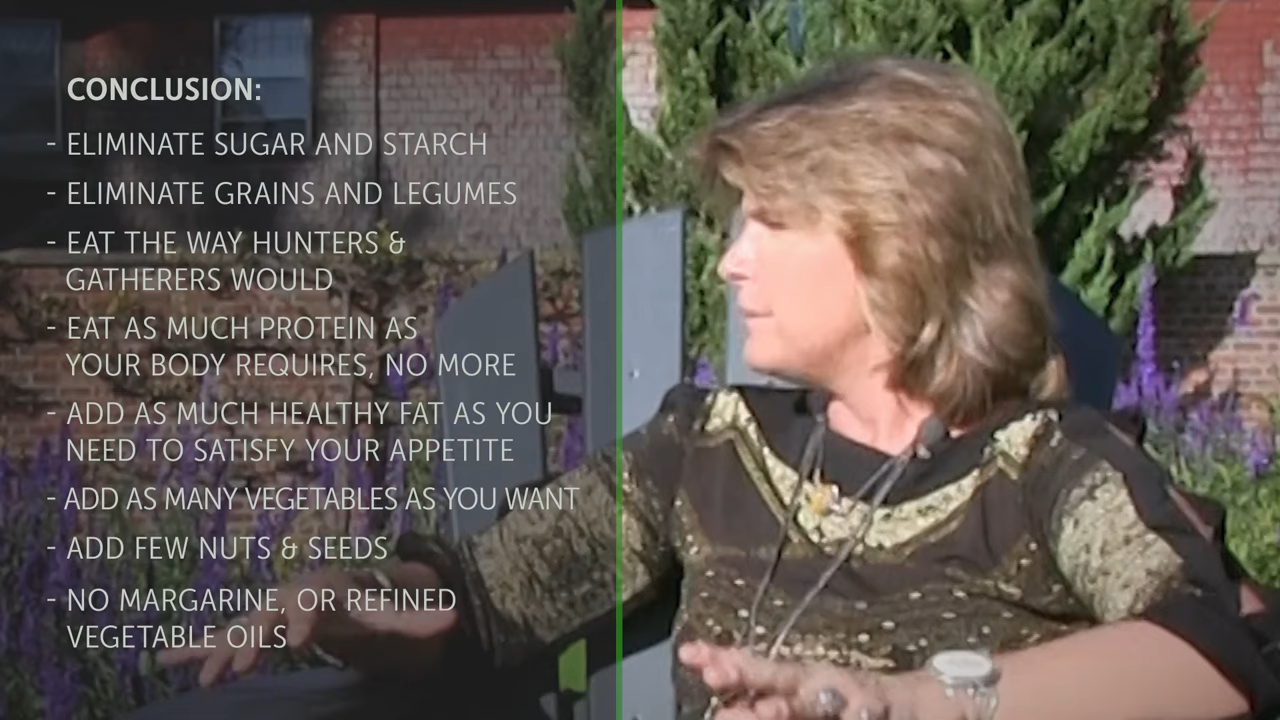 CONCLUSION:
- ELIMINATE SUGAR AND STARCH
- ELIMINATE GRAINS AND LEGUMES
- EAT THE WAY HUNTERS &
GATHERERS WOULD
- EAT AS MUCH PROTEIN AS
YOUR BODY REQUIRES, NO MORE
- ADD AS MUCH HEALTHY FAT AS YOU
NEED TO SATISFY YOUR APPETITE
- ADD AS MANY VEGETABLES AS YOU WANT
- ADD FEW NUTS & SEEDS
- NO MARGARINE, OR REFINED
VEGETABLE OILS